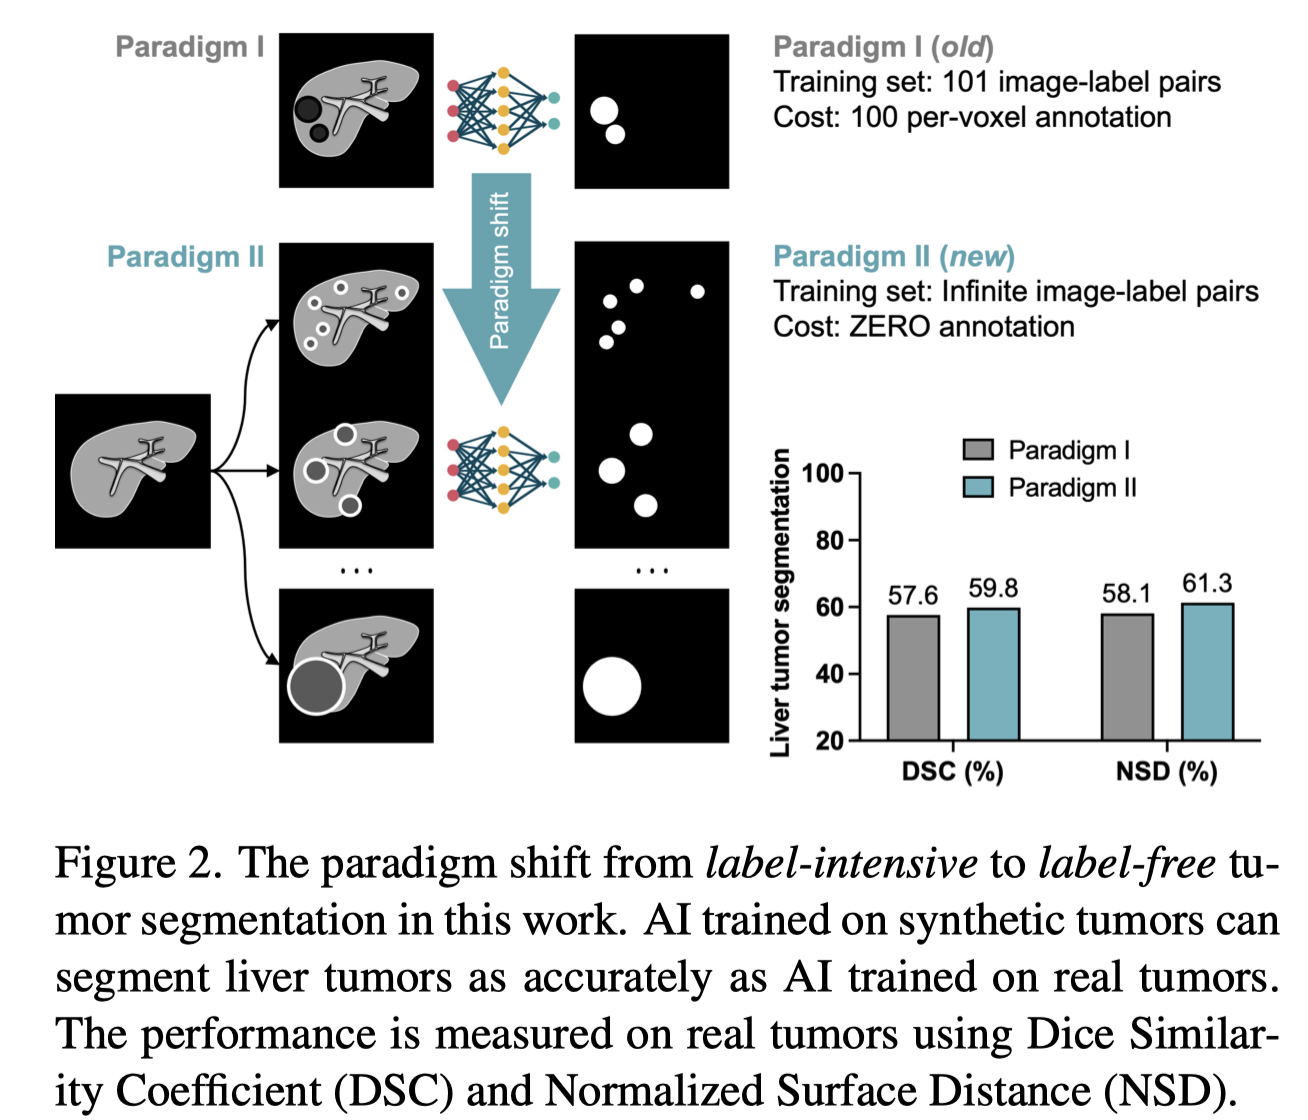 Paradigm I
Paradigm I (old)
Training set: 101 image-label pairs
Cost: 100 per-voxel annotation
Paradigm shift
Paradigm II
Paradigm II (new)
Training set: Infinite image-label pairs
Cost: ZERO annotation
...
...
Paradigm I
Paradigm II
Liver tumor segmentation
100
80
60
40
20
57.6
59.8
58.1
61.3
DSC (%)
NSD (%)
Figure 2. The paradigm shift from label-intensive to label-free tu-
mor segmentation in this work. AI trained on synthetic tumors can
segment liver tumors as accurately as AI trained on real tumors.
The performance is measured on real tumors using Dice Similar-
ity Coefficient (DSC) and Normalized Surface Distance (NSD).